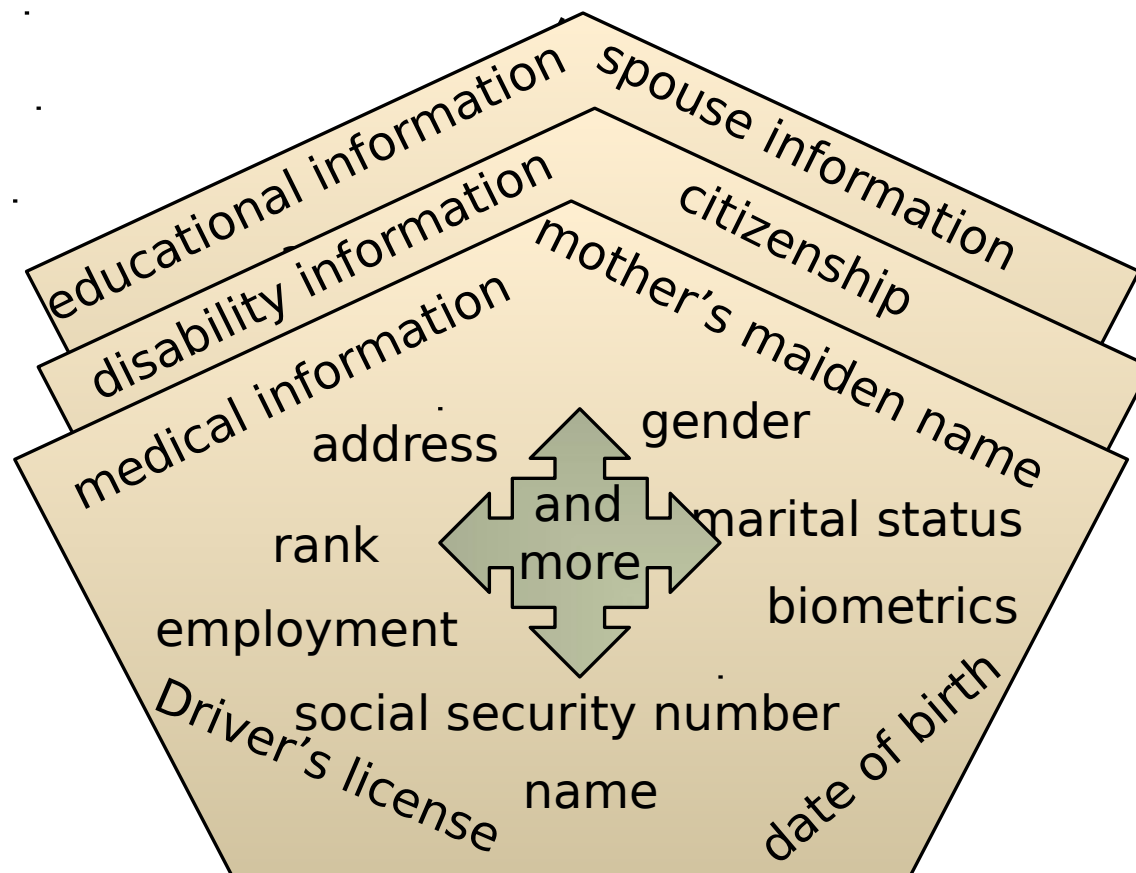 educational information
spouse information
disability information
citizenship
medical information
mother’s maiden name
address
gender
and
more
rank
marital status
employment
biometrics
social security number
Driver’s license
name
date of birth